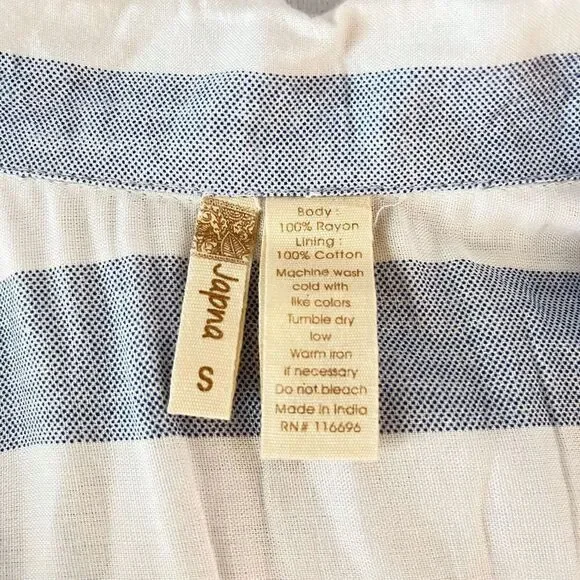 Japna
S
Body :
100% Rayon
Lining :
100% Cotton
Machine wash
cold with
like colors
Tumble dry
low
Warm iron
if necessary
Do not bleach
Made in India
RN# 116696